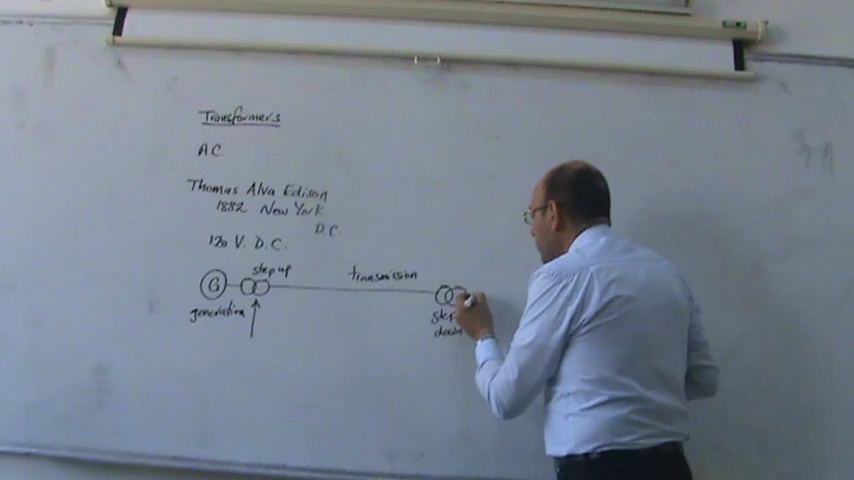 Transformers
A C
Thomas Alva Edison
1882 New York
D.C
120 V. D.C.
step up
transmission
G
generation
step
down